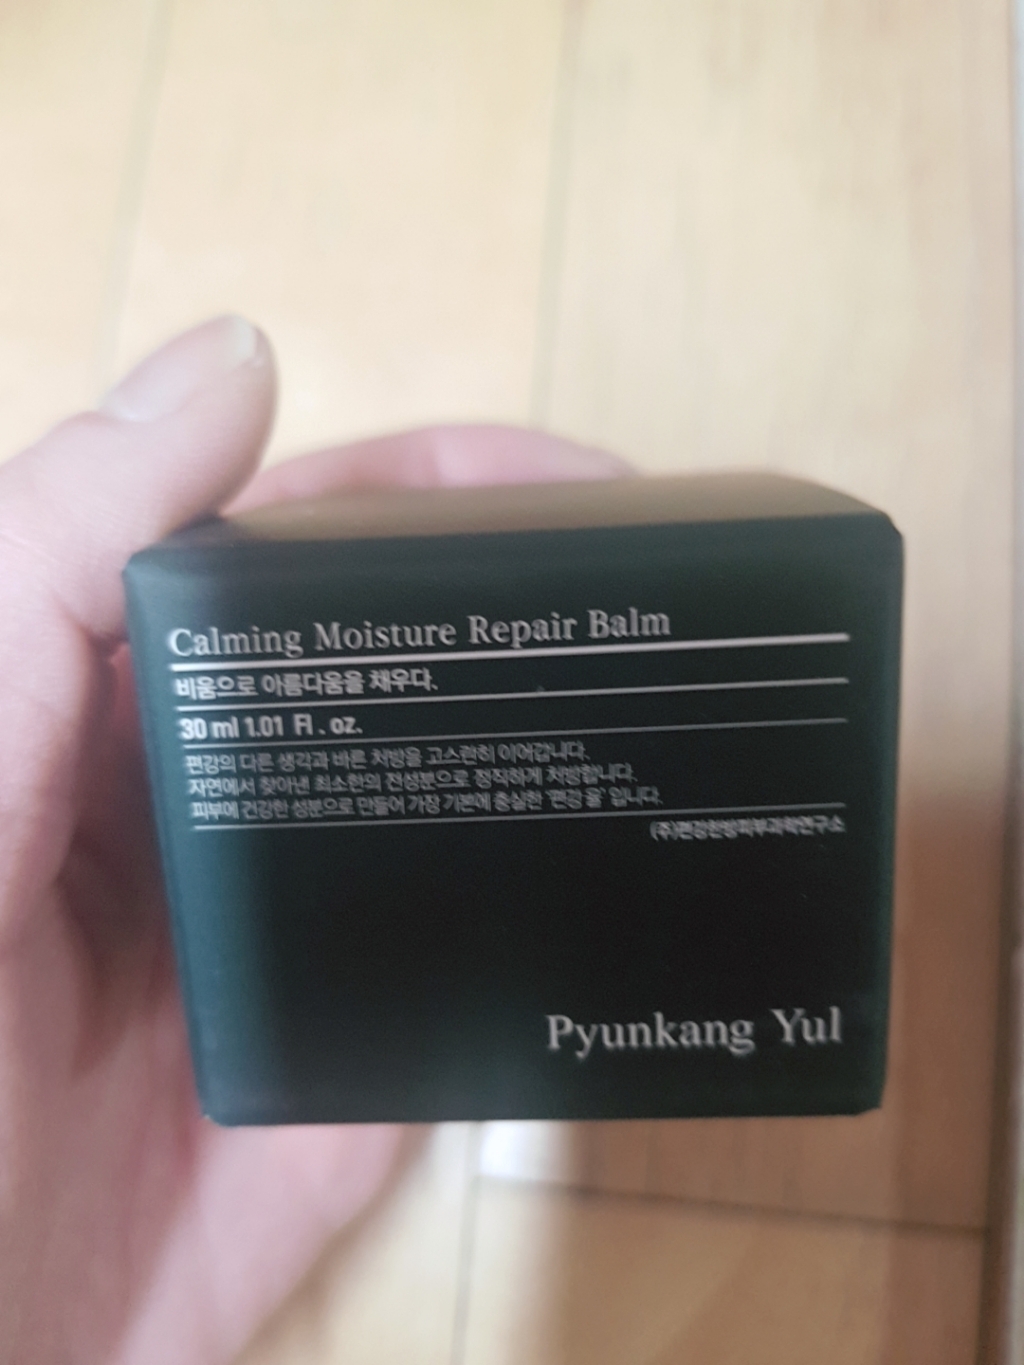 Calming Moisture Repair Balm
비움으로 아름다움을 채우다.
30 ml 1.01 Fl . oz.
편강의 다른 생각과 바른 처방을 고스란히 이어갑니다.
자연에서 찾아낸 최소한의 전성분으로 정직하게 처방합니다.
피부에 건강한 성분으로 만들어 가장 기본에 충실한 '편강 율' 입니다.
(주)편강한방피부과학연구소
Pyunkang Yul